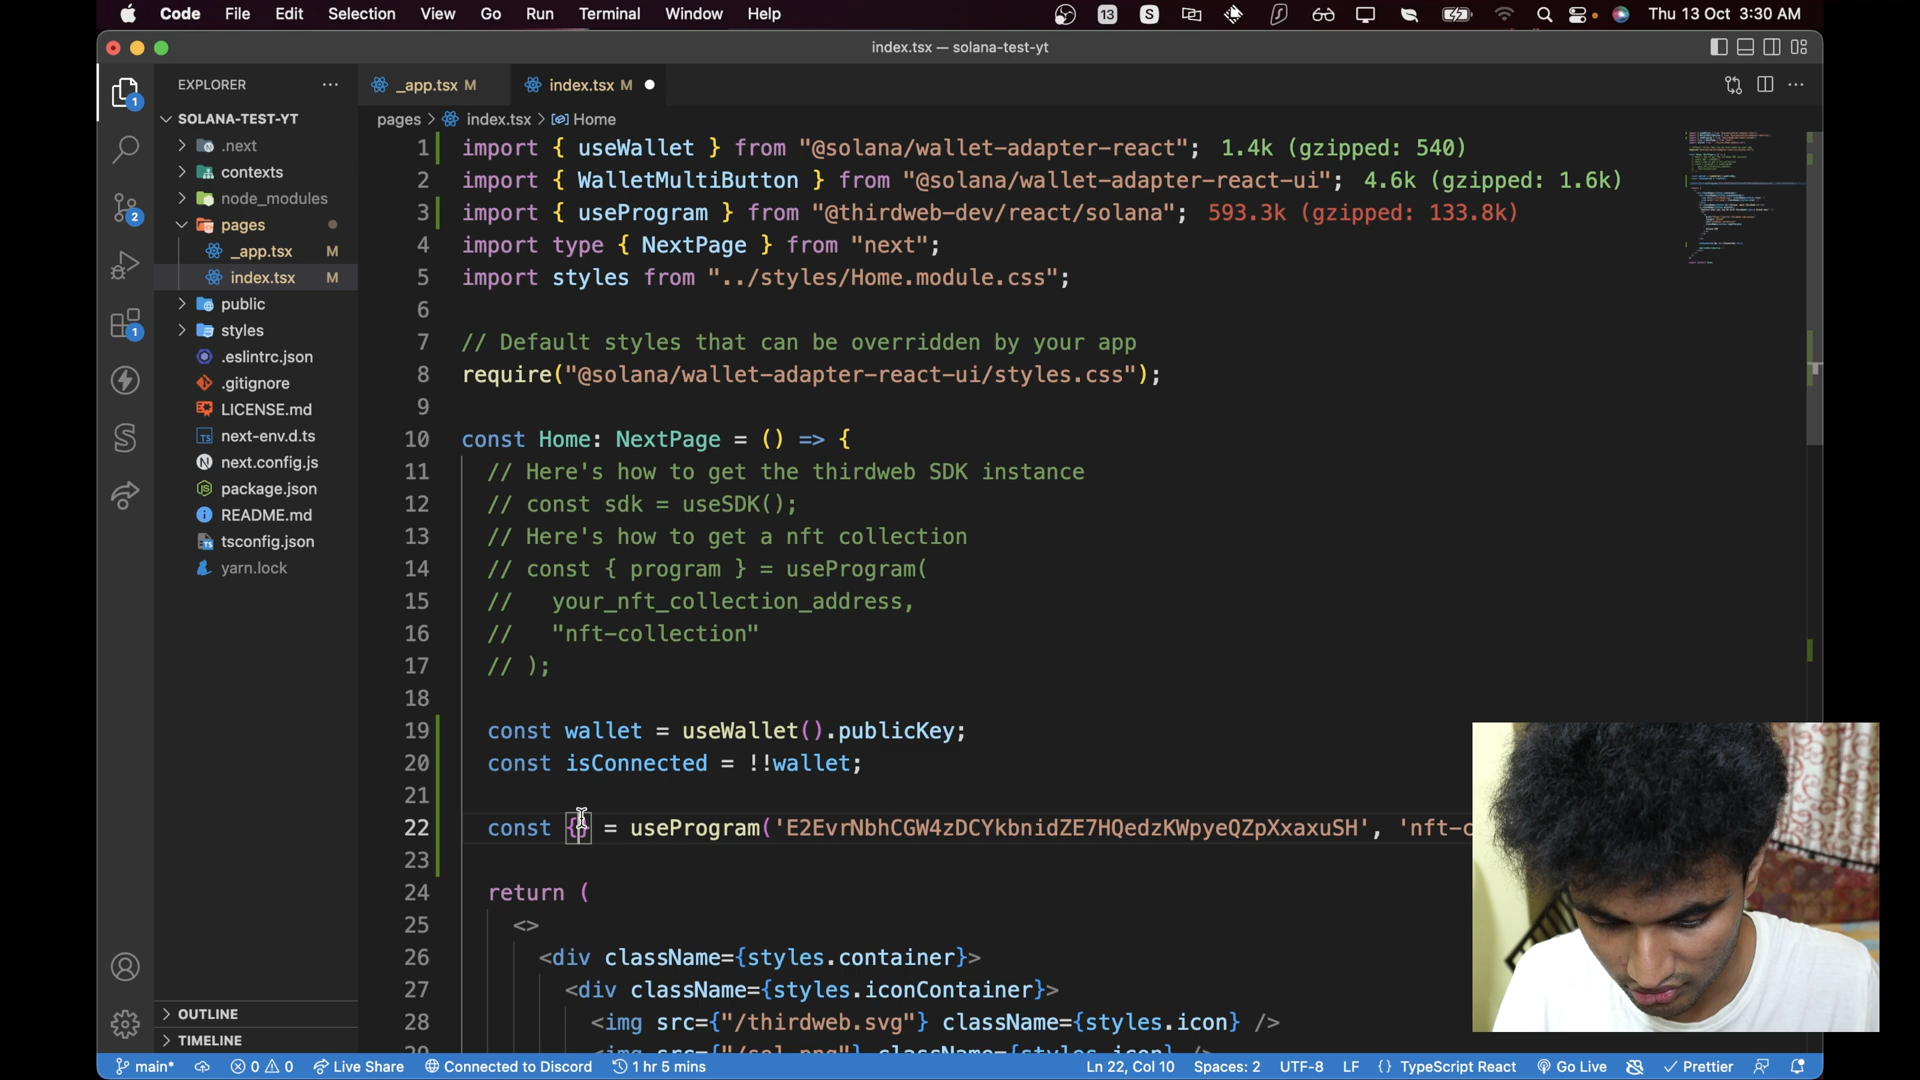 Code File Edit Selection View Go Run Terminal Window Help 13 S Thu 13 Oct 3:30 AM
index.tsx — solana-test-yt
EXPLORER
_app.tsx M index.tsx M
SOLANA-TEST-YT
pages > index.tsx > Home
.next
contexts
node_modules
pages
_app.tsx M
index.tsx M
public
styles
.eslintrc.json
.gitignore
LICENSE.md
next-env.d.ts
next.config.js
package.json
README.md
tsconfig.json
yarn.lock
OUTLINE
TIMELINE
1
2
1
1 import { useWallet } from "@solana/wallet-adapter-react"; 1.4k (gzipped: 540)
2 import { WalletMultiButton } from "@solana/wallet-adapter-react-ui"; 4.6k (gzipped: 1.6k)
3 import { useProgram } from "@thirdweb-dev/react/solana"; 593.3k (gzipped: 133.8k)
4 import type { NextPage } from "next";
5 import styles from "../styles/Home.module.css";
6
7 // Default styles that can be overridden by your app
8 require("@solana/wallet-adapter-react-ui/styles.css");
9
10 const Home: NextPage = () => {
11 // Here's how to get the thirdweb SDK instance
12 // const sdk = useSDK();
13 // Here's how to get a nft collection
14 // const { program } = useProgram(
15 // your_nft_collection_address,
16 // "nft-collection"
17 // );
18
19 const wallet = useWallet().publicKey;
20 const isConnected = !!wallet;
21
22 const {} = useProgram('E2EvrNbhCGW4zDCYkbnidZE7HQedzKWpyeQZpXxaxuSH', 'nft-c
23
24 return (
25 <>
26 <div className={styles.container}>
27 <div className={styles.iconContainer}>
28 <img src={"/thirdweb.svg"} className={styles.icon} />
29 <img src={"/sol.png"} className={styles.icon} />
main* 0 0 Live Share Connected to Discord 1 hr 5 mins Ln 22, Col 10 Spaces: 2 UTF-8 LF {} TypeScript React Go Live Prettier